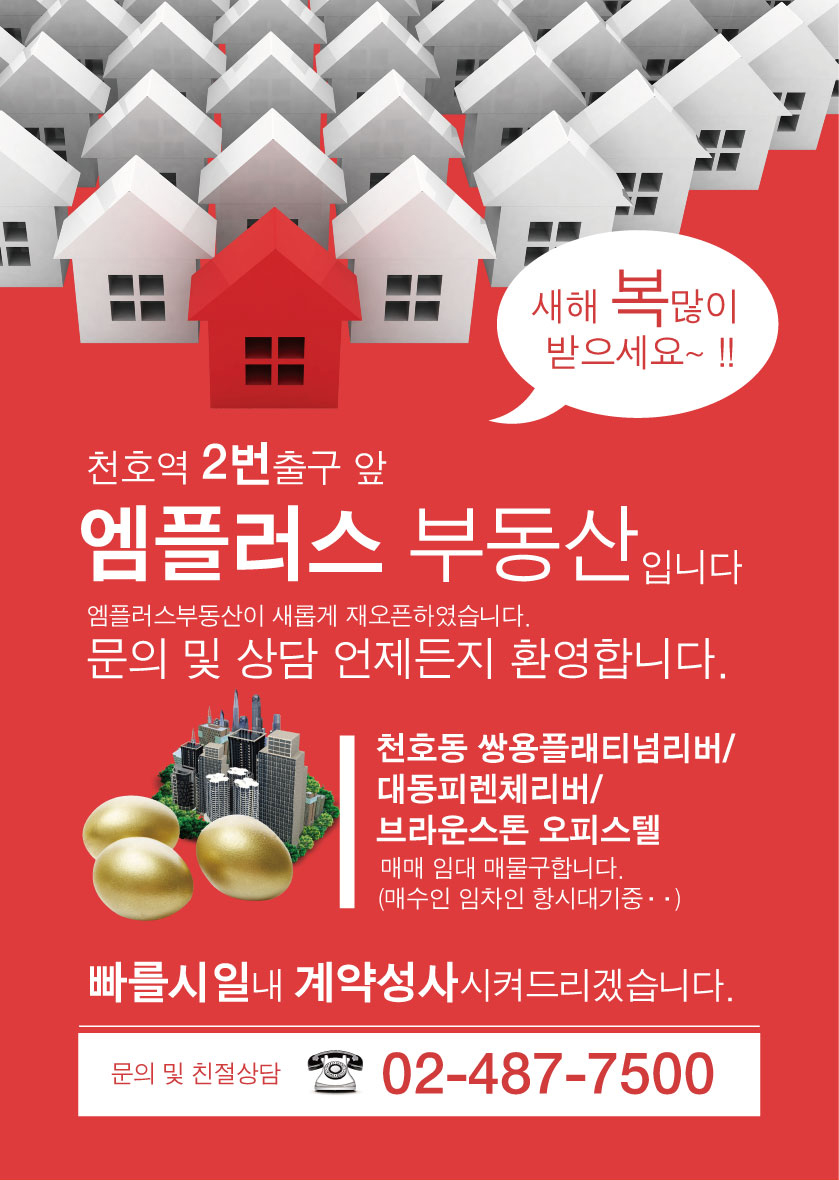 새해 복많이
받으세요~ !!
천호역 2번출구 앞
엠플러스 부동산입니다
엠플러스부동산이 새롭게 재오픈하였습니다.
문의 및 상담 언제든지 환영합니다.
천호동 쌍용플래티넘리버/
대동피렌체리버/
브라운스톤 오피스텔
매매 임대 매물구합니다.
(매수인 임차인 항시대기중··)
빠를시일내 계약성사시켜드리겠습니다.
문의 및 친절상담 02-487-7500